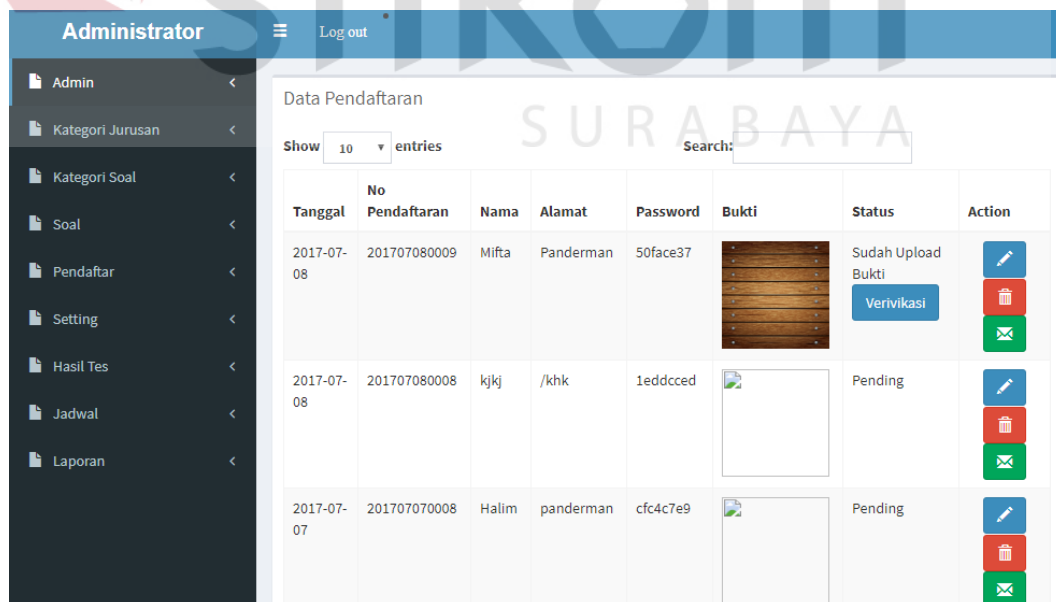 Administrator
Log out
Admin
Kategori Jurusan
Kategori Soal
Soal
Pendaftar
Setting
Hasil Tes
Jadwal
Laporan
SURABAYA
Data Pendaftaran
Show 10 entries
Search:
Tanggal No Pendaftaran Nama Alamat Password Bukti Status Action
2017-07-08 201707080009 Mifta Panderman 50face37 Sudah Upload Bukti
Verivikasi
2017-07-08 201707080008 kjkj /khk 1eddcced Pending
2017-07-07 201707070008 Halim panderman cfc4c7e9 Pending